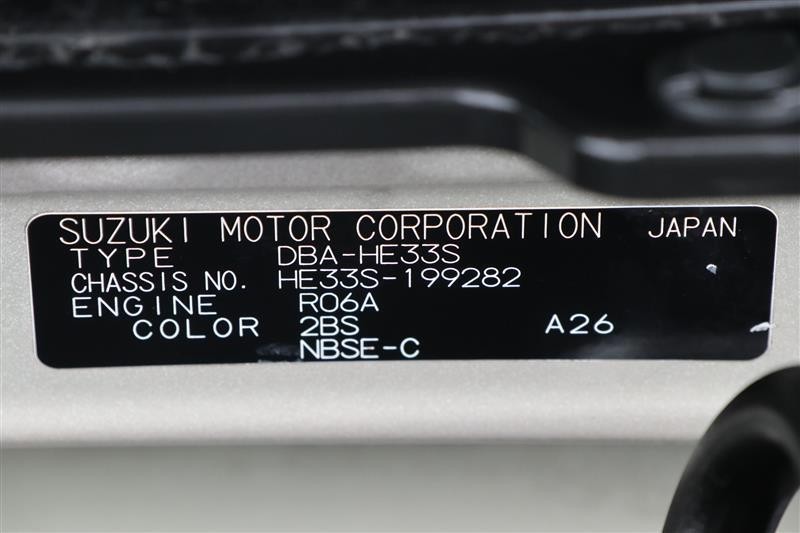 SUZUKI MOTOR CORPORATION JAPAN
TYPE DBA-HE33S
CHASSIS NO. HE33S-199282
ENGINE R06A
COLOR 2BS A26
NBSE-C